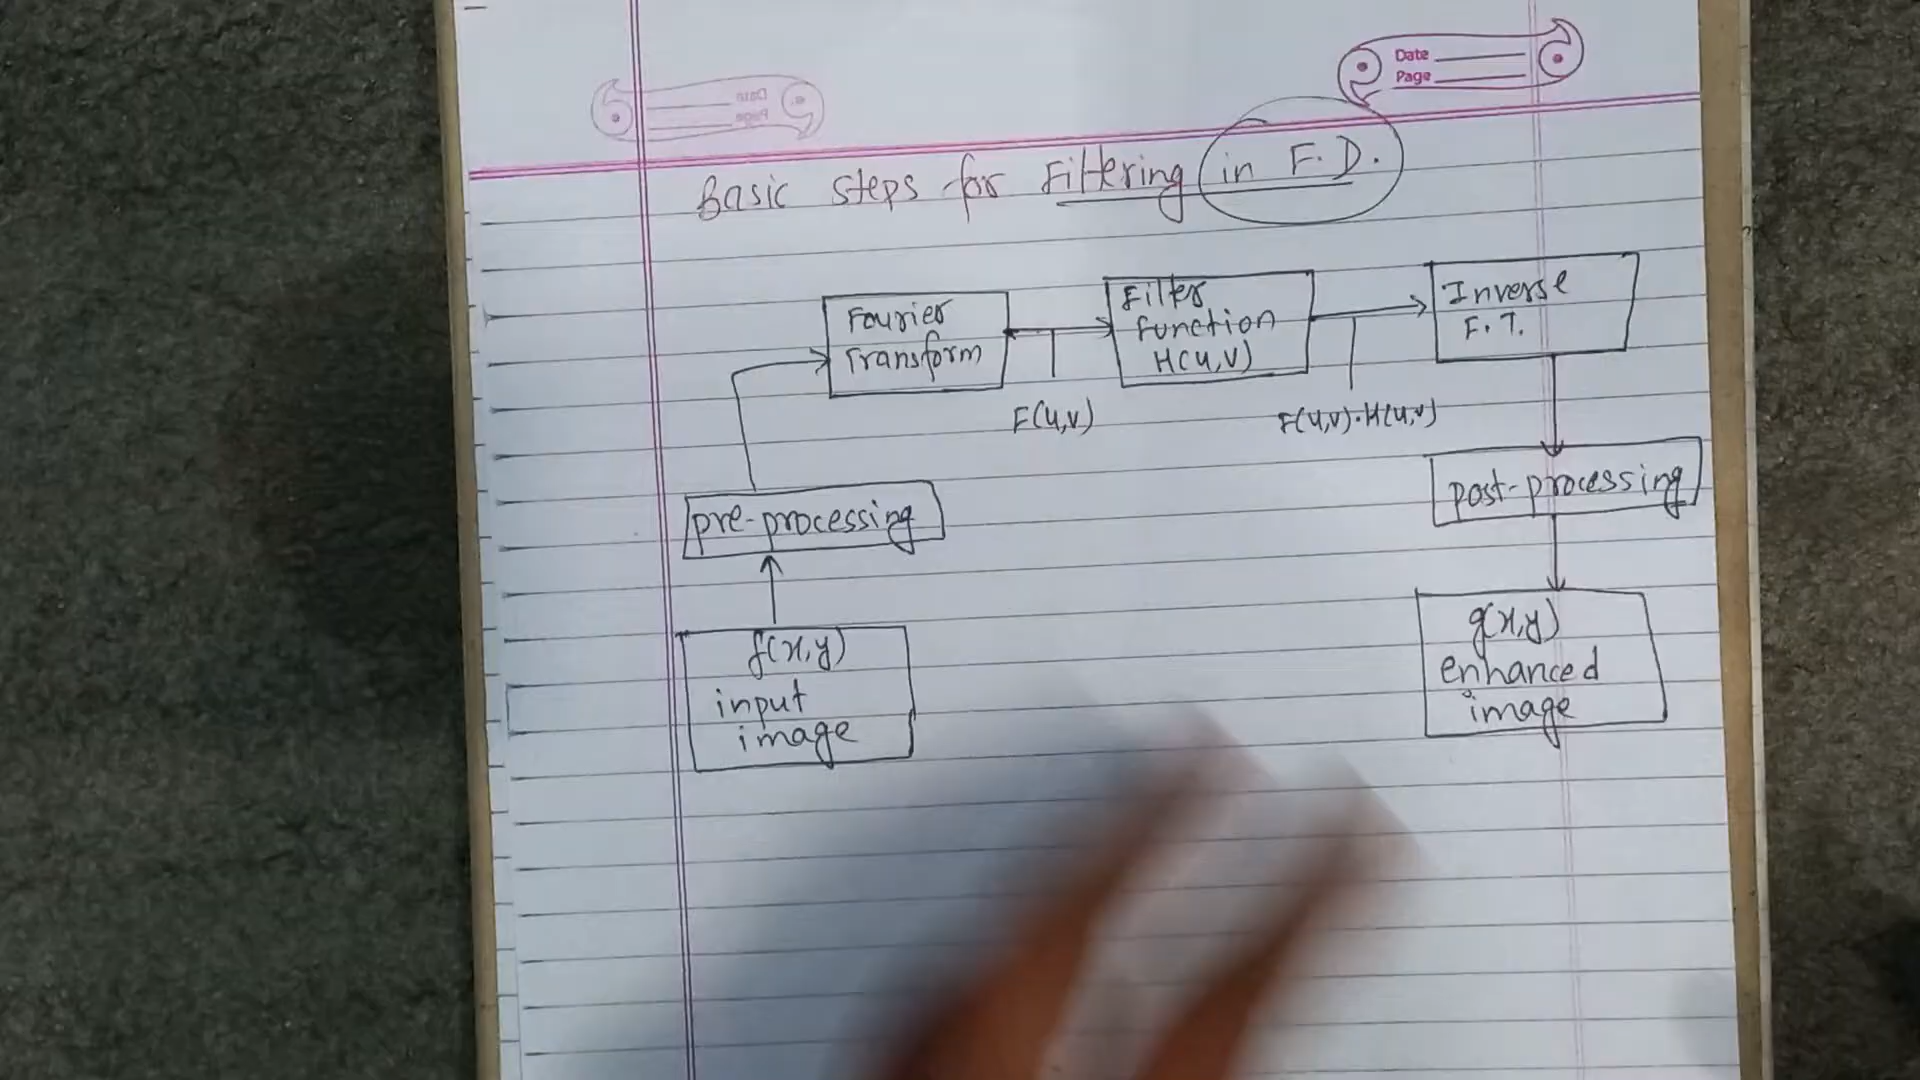 Date
Page
Basic steps for Filtering in F.D.
Fourier
Transform
Filter
Function
H(u,v)
Inverse
F.T.
F(u,v)
F(u,v).H(u,v)
pre-processing
post-processing
f(x,y)
input
image
g(x,y)
enhanced
image